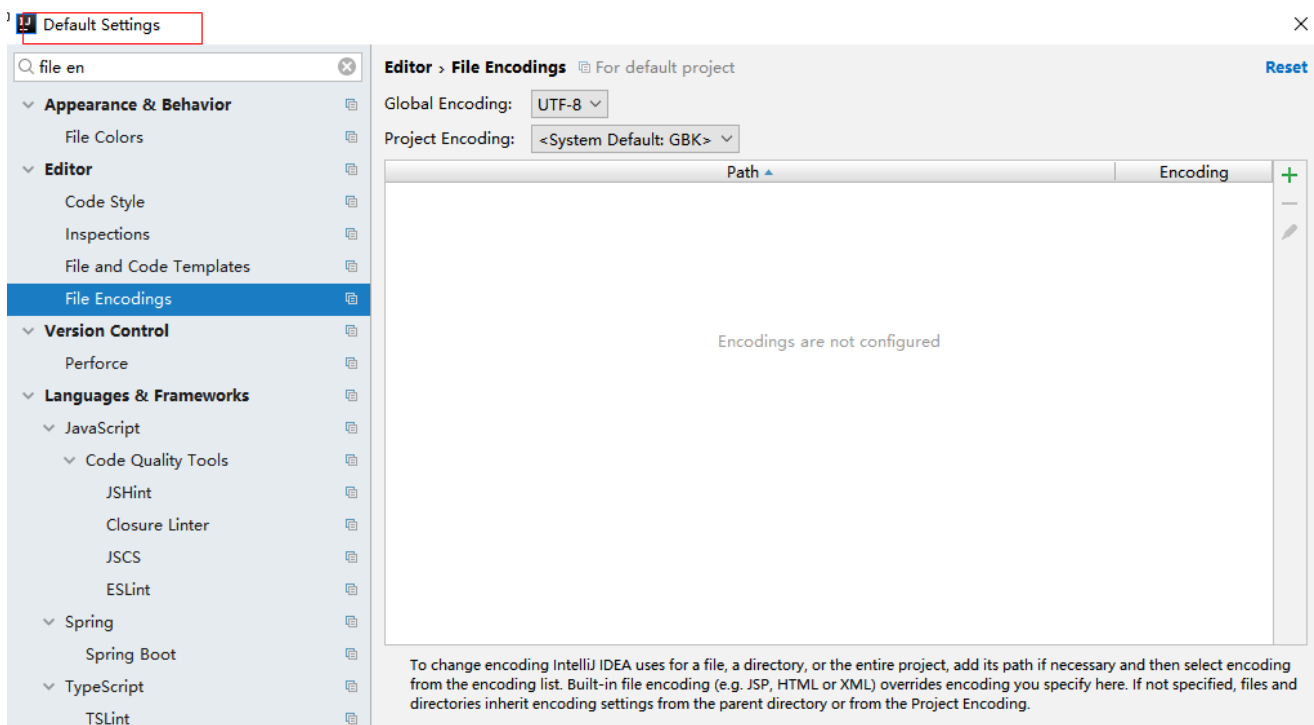 Default Settings
file en
Appearance & Behavior
File Colors
Editor
Code Style
Inspections
File and Code Templates
File Encodings
Version Control
Perforce
Languages & Frameworks
JavaScript
Code Quality Tools
JSHint
Closure Linter
JSCS
ESLint
Spring
Spring Boot
TypeScript
TSLint
Editor › File Encodings For default project
Reset
Global Encoding: UTF-8
Project Encoding: <System Default: GBK>
Path Encoding
Encodings are not configured
To change encoding IntelliJ IDEA uses for a file, a directory, or the entire project, add its path if necessary and then select encoding
from the encoding list. Built-in file encoding (e.g. JSP, HTML or XML) overrides encoding you specify here. If not specified, files and
directories inherit encoding settings from the parent directory or from the Project Encoding.